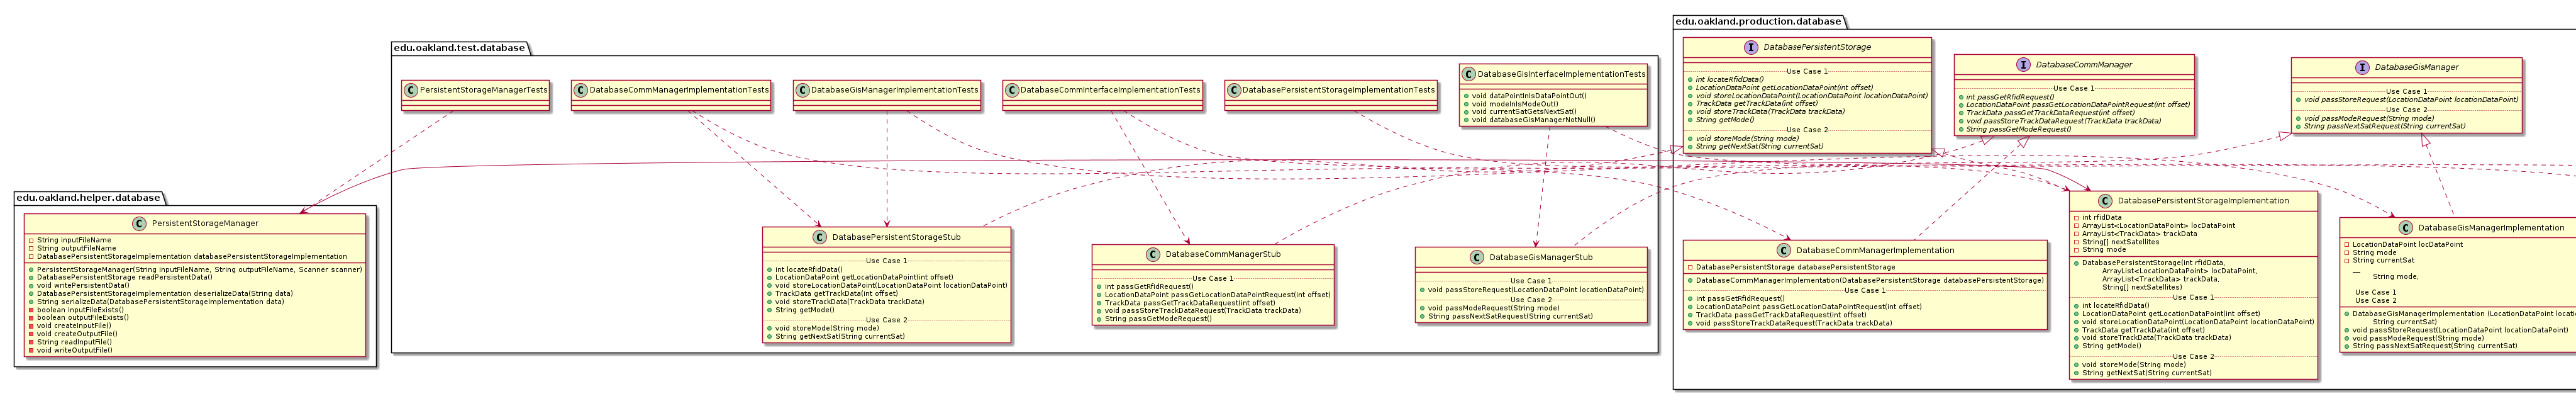 edu.oakland.helper.database
C PersistentStorageManager
String inputFileName
String outputFileName
DatabasePersistentStorageImplementation databasePersistentStorageImplementation
PersistentStorageManager(String inputFileName, String outputFileName, Scanner scanner)
DatabasePersistentStorage readPersistentData()
void writePersistentData()
DatabasePersistentStorageImplementation deserializeData(String data)
String serializeData(DatabasePersistentStorageImplementation data)
boolean inputFileExists()
boolean outputFileExists()
void createInputFile()
void createOutputFile()
String readInputFile()
void writeOutputFile()
edu.oakland.test.database
C PersistentStorageManagerTests
C DatabaseCommManagerImplementationTests
C DatabaseGisManagerImplementationTests
C DatabaseCommInterfaceImplementationTests
C DatabasePersistentStorageImplementationTests
C DatabaseGisInterfaceImplementationTests
void dataPointInIsDataPointOut()
void modeInIsModeOut()
void currentSatGetsNextSat()
void databaseGisManagerNotNull()
C DatabasePersistentStorageStub
Use Case 1
int locateRfidData()
LocationDataPoint getLocationDataPoint(int offset)
void storeLocationDataPoint(LocationDataPoint locationDataPoint)
TrackData getTrackData(int offset)
void storeTrackData(TrackData trackData)
String getMode()
Use Case 2
void storeMode(String mode)
String getNextSat(String currentSat)
C DatabaseCommManagerStub
Use Case 1
int passGetRfidRequest()
LocationDataPoint passGetLocationDataPointRequest(int offset)
TrackData passGetTrackDataRequest(int offset)
void passStoreTrackDataRequest(TrackData trackData)
String passGetModeRequest()
C DatabaseGisManagerStub
Use Case 1
void passStoreRequest(LocationDataPoint locationDataPoint)
Use Case 2
void passModeRequest(String mode)
String passNextSatRequest(String currentSat)
edu.oakland.production.database
I DatabasePersistentStorage
Use Case 1
int locateRfidData()
LocationDataPoint getLocationDataPoint(int offset)
void storeLocationDataPoint(LocationDataPoint locationDataPoint)
TrackData getTrackData(int offset)
void storeTrackData(TrackData trackData)
String getMode()
Use Case 2
void storeMode(String mode)
String getNextSat(String currentSat)
I DatabaseCommManager
Use Case 1
int passGetRfidRequest()
LocationDataPoint passGetLocationDataPointRequest(int offset)
TrackData passGetTrackDataRequest(int offset)
void passStoreTrackDataRequest(TrackData trackData)
String passGetModeRequest()
I DatabaseGisManager
Use Case 1
void passStoreRequest(LocationDataPoint locationDataPoint)
Use Case 2
void passModeRequest(String mode)
String passNextSatRequest(String currentSat)
C DatabaseCommManagerImplementation
DatabasePersistentStorage databasePersistentStorage
DatabaseCommManagerImplementation(DatabasePersistentStorage databasePersistentStorage)
Use Case 1
int passGetRfidRequest()
LocationDataPoint passGetLocationDataPointRequest(int offset)
TrackData passGetTrackDataRequest(int offset)
void passStoreTrackDataRequest(TrackData trackData)
C DatabasePersistentStorageImplementation
int rfidData
ArrayList<LocationDataPoint> locDataPoint
ArrayList<TrackData> trackData
String[] nextSatellites
String mode
DatabasePersistentStorage(int rfidData,
ArrayList<LocationDataPoint> locDataPoint,
ArrayList<TrackData> trackData,
String[] nextSatellites)
Use Case 1
int locateRfidData()
LocationDataPoint getLocationDataPoint(int offset)
void storeLocationDataPoint(LocationDataPoint locationDataPoint)
TrackData getTrackData(int offset)
void storeTrackData(TrackData trackData)
String getMode()
Use Case 2
void storeMode(String mode)
String getNextSat(String currentSat)
C DatabaseGisManagerImplementation
LocationDataPoint locDataPoint
String mode
String currentSat
__
String mode,
Use Case 1
Use Case 2
DatabaseGisManagerImplementation (LocationDataPoint
String currentSat)
void passStoreRequest(LocationDataPoint locationDataPoint)
void passModeRequest(String mode)
String passNextSatRequest(String currentSat)